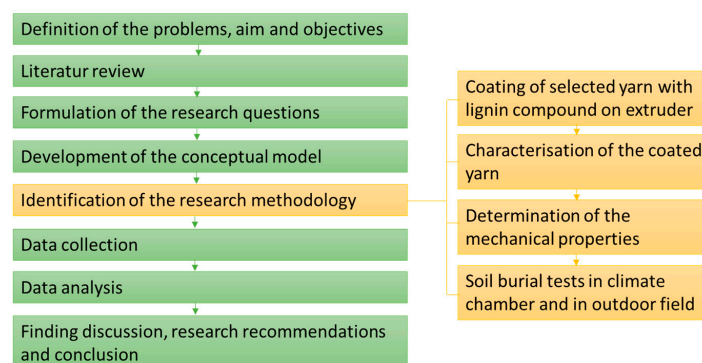 Definition of the problems, aim and objectives
Literatur review
Formulation of the research questions
Development of the conceptual model
Identification of the research methodology
Data collection
Data analysis
Finding discussion, research recommendations
and conclusion
Coating of selected yarn with
lignin compound on extruder
Characterisation of the coated
yarn
Determination of the
mechanical properties
Soil burial tests in climate
chamber and in outdoor field